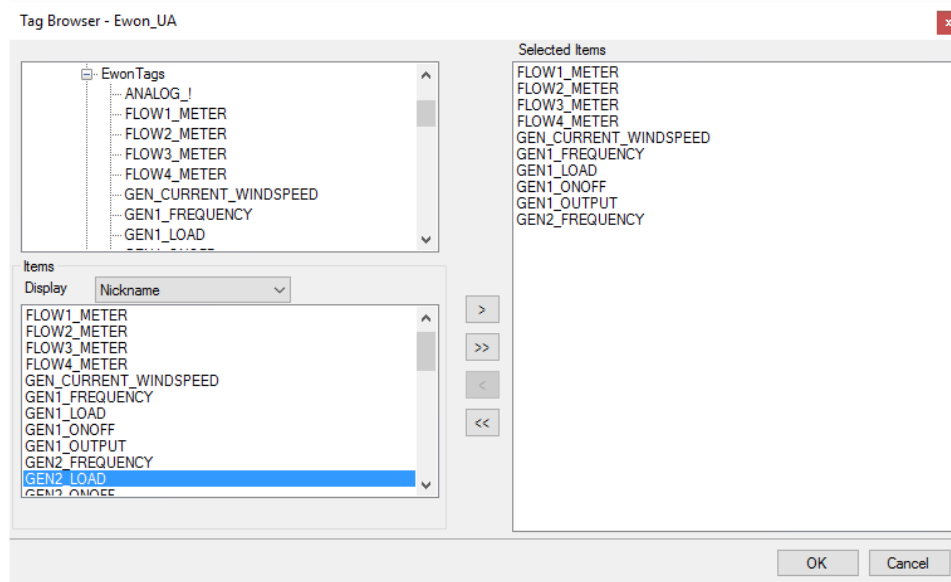 Tag Browser - Ewon_UA
x
EwonTags
ANALOG_!
FLOW1_METER
FLOW2_METER
FLOW3_METER
FLOW4_METER
GEN_CURRENT_WINDSPEED
GEN1_FREQUENCY
GEN1_LOAD
Items
Display
Nickname
FLOW1_METER
FLOW2_METER
FLOW3_METER
FLOW4_METER
GEN_CURRENT_WINDSPEED
GEN1_FREQUENCY
GEN1_LOAD
GEN1_ONOFF
GEN1_OUTPUT
GEN2_FREQUENCY
GEN2_LOAD
GEN2_ONOFF
>
>>
<
<<
Selected Items
FLOW1_METER
FLOW2_METER
FLOW3_METER
FLOW4_METER
GEN_CURRENT_WINDSPEED
GEN1_FREQUENCY
GEN1_LOAD
GEN1_ONOFF
GEN1_OUTPUT
GEN2_FREQUENCY
OK
Cancel